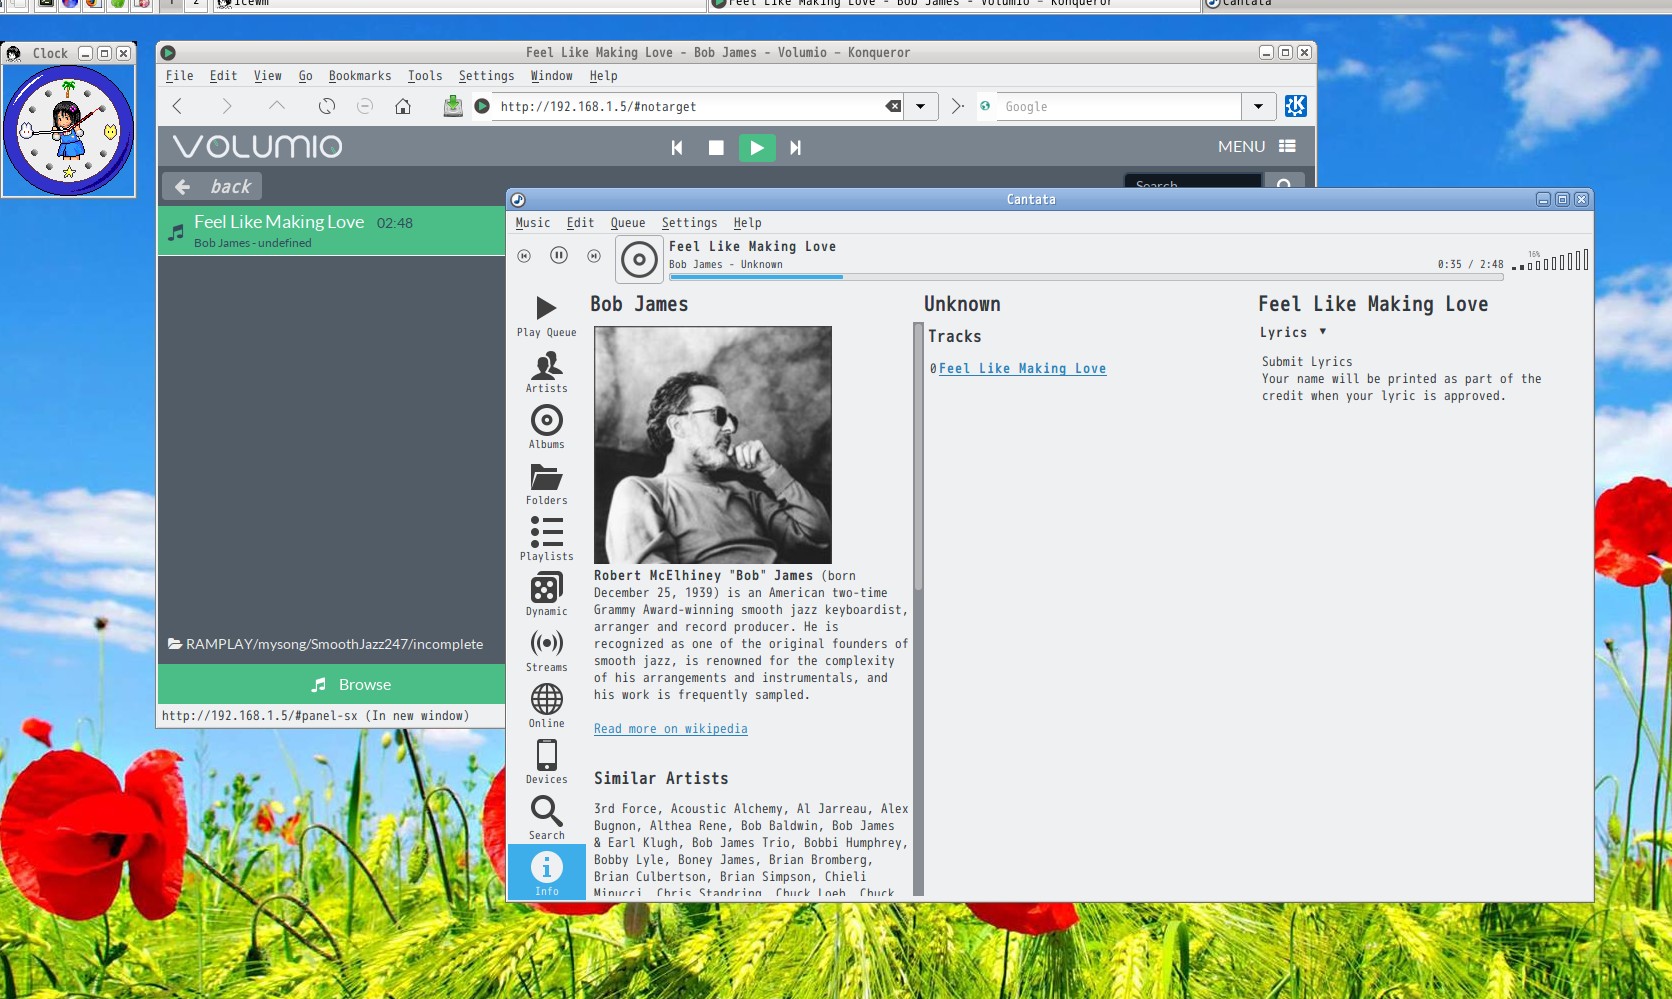 1
2
icewm
Feel Like Making Love - Bob James - Volumio - Konqueror
Cantata
Clock
Feel Like Making Love - Bob James - Volumio - Konqueror
File Edit View Go Bookmarks Tools Settings Window Help
http://192.168.1.5/#notarget
Google
VOLUMIO
MENU
back
Search
Feel Like Making Love 02:48
Bob James - undefined
RAMPLAY/mysong/SmoothJazz247/incomplete
Browse
http://192.168.1.5/#panel-sx (In new window)
Cantata
Music Edit Queue Settings Help
Feel Like Making Love
Bob James - Unknown
0:35 / 2:48
16%
Play Queue
Artists
Albums
Folders
Playlists
Dynamic
Streams
Online
Devices
Search
Info
Bob James
Robert McElhiney "Bob" James (born
December 25, 1939) is an American two-time
Grammy Award-winning smooth jazz keyboardist,
arranger and record producer. He is
recognized as one of the original founders of
smooth jazz, is renowned for the complexity
of his arrangements and instrumentals, and
his work is frequently sampled.
Read more on wikipedia
Similar Artists
3rd Force, Acoustic Alchemy, Al Jarreau, Alex
Bugnon, Althea Rene, Bob Baldwin, Bob James
& Earl Klugh, Bob James Trio, Bobbi Humphrey,
Bobby Lyle, Boney James, Brian Bromberg,
Brian Culbertson, Brian Simpson, Chieli
Minucci, Chris Standring, Chuck Loeb, Chuck
Unknown
Tracks
0 Feel Like Making Love
Feel Like Making Love
Lyrics
Submit Lyrics
Your name will be printed as part of the
credit when your lyric is approved.